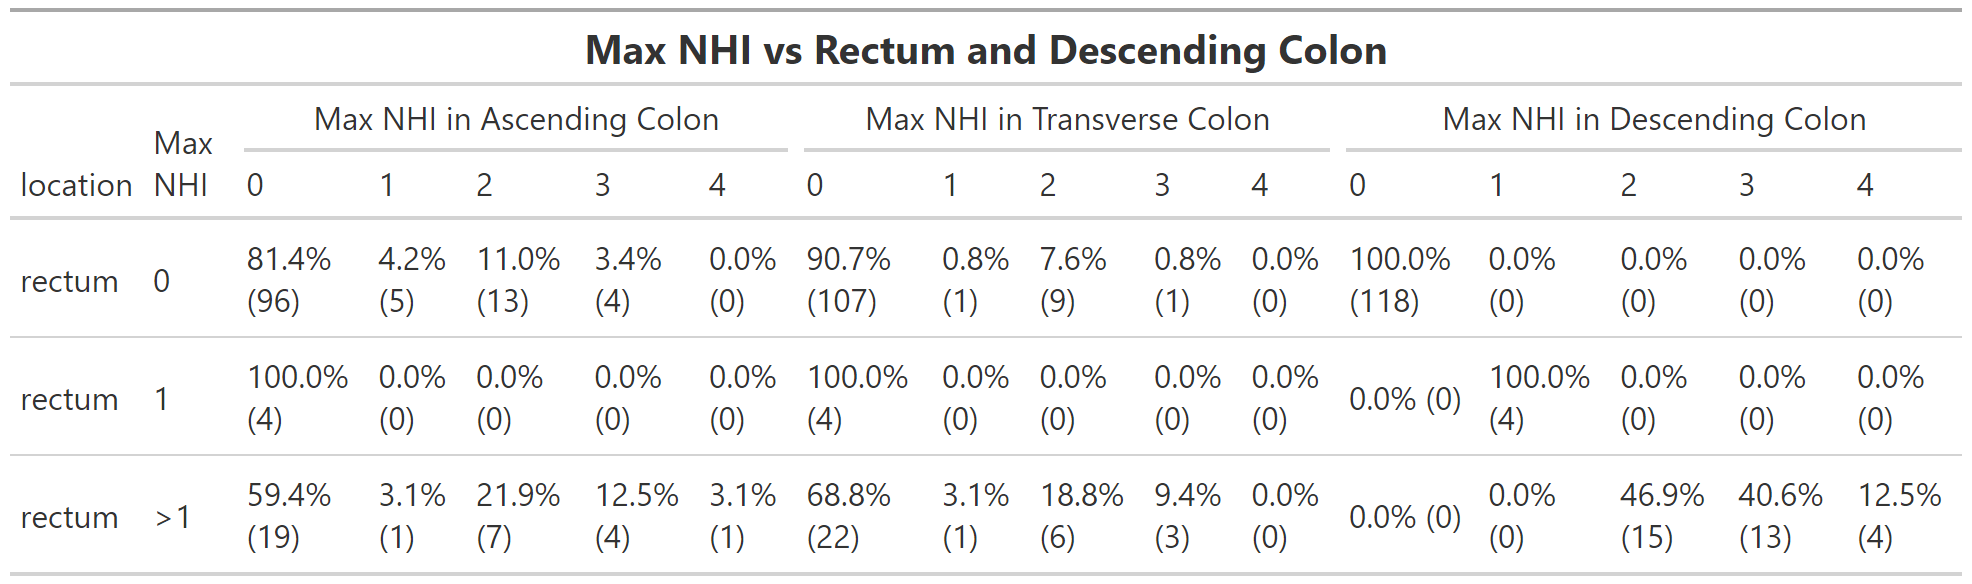 Max NHI vs Rectum and Descending Colon
Max NHI in Ascending Colon Max NHI in Transverse Colon Max NHI in Descending Colon
Max
location NHI 0 1 2 3 4 0 1 2 3 4 0 1 2 3 4
81.4% 4.2% 11.0% 3.4% 0.0% 90.7% 0.8% 7.6% 0.8% 0.0% 100.0% 0.0% 0.0% 0.0% 0.0%
rectum 0
(96) (5) (13) (4) (0) (107) (1) (9) (1) (0) (118) (0) (0) (0) (0)
100.0% 0.0% 0.0% 0.0% 0.0% 100.0% 0.0% 0.0% 0.0% 0.0% 100.0% 0.0% 0.0% 0.0%
rectum 1 0.0% (0)
(4) (0) (0) (0) (0) (4) (0) (0) (0) (0) (4) (0) (0) (0)
59.4% 3.1% 21.9% 12.5% 3.1% 68.8% 3.1% 18.8% 9.4% 0.0% 0.0% 46.9% 40.6% 12.5%
rectum >1 0.0% (0)
(19) (1) (7) (4) (1) (22) (1) (6) (3) (0) (0) (15) (13) (4)